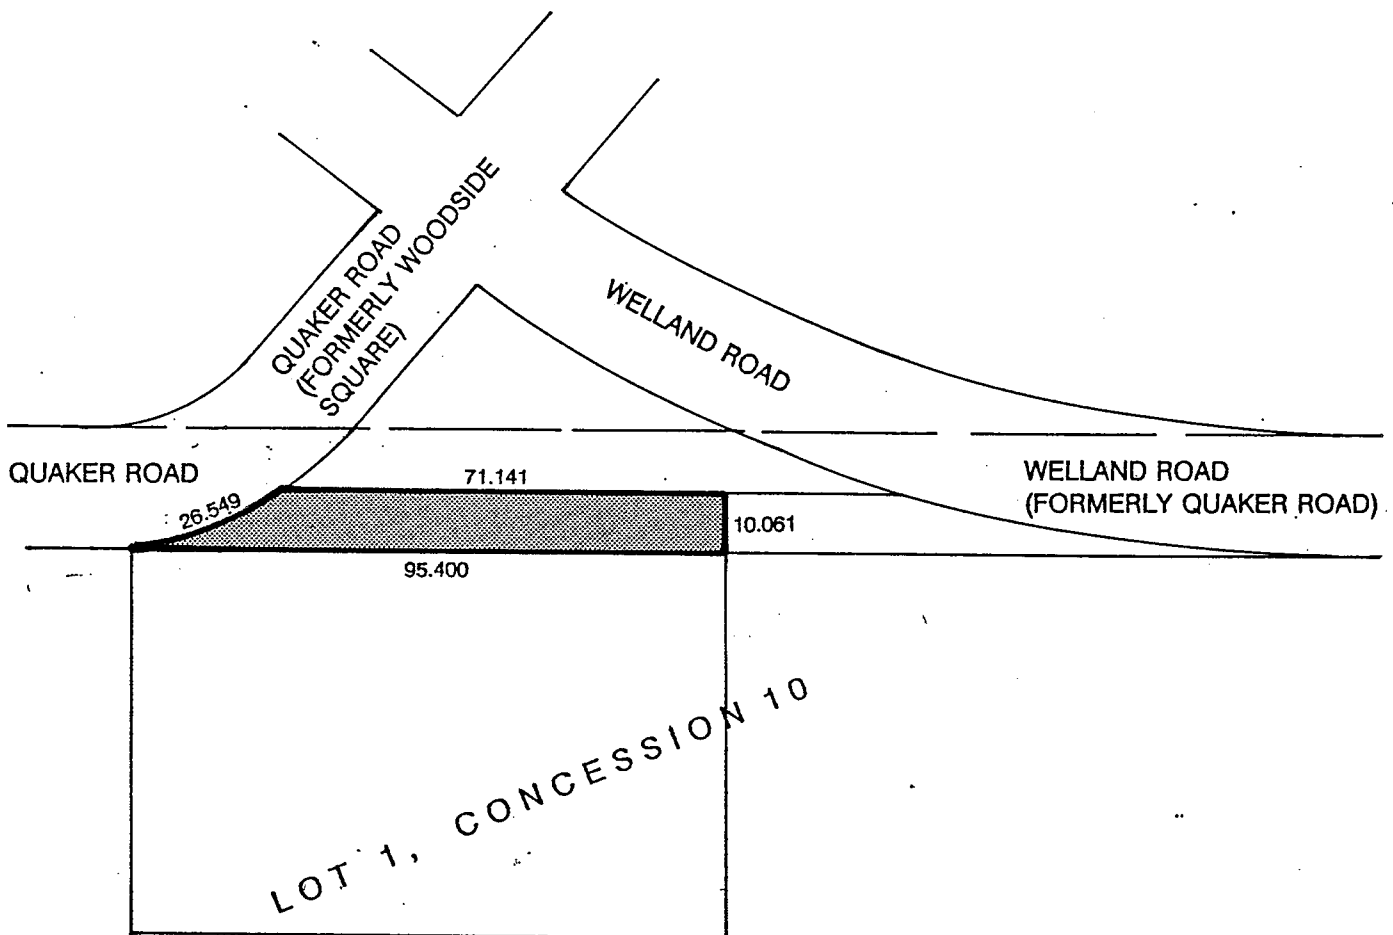 QUAKER ROAD
(FORMERLY WOODSIDE
SQUARE)
WELLAND ROAD
QUAKER ROAD
71.141
WELLAND ROAD
(FORMERLY QUAKER ROAD)
26.549
10.061
95.400
LOT 1, CONCESSION 10